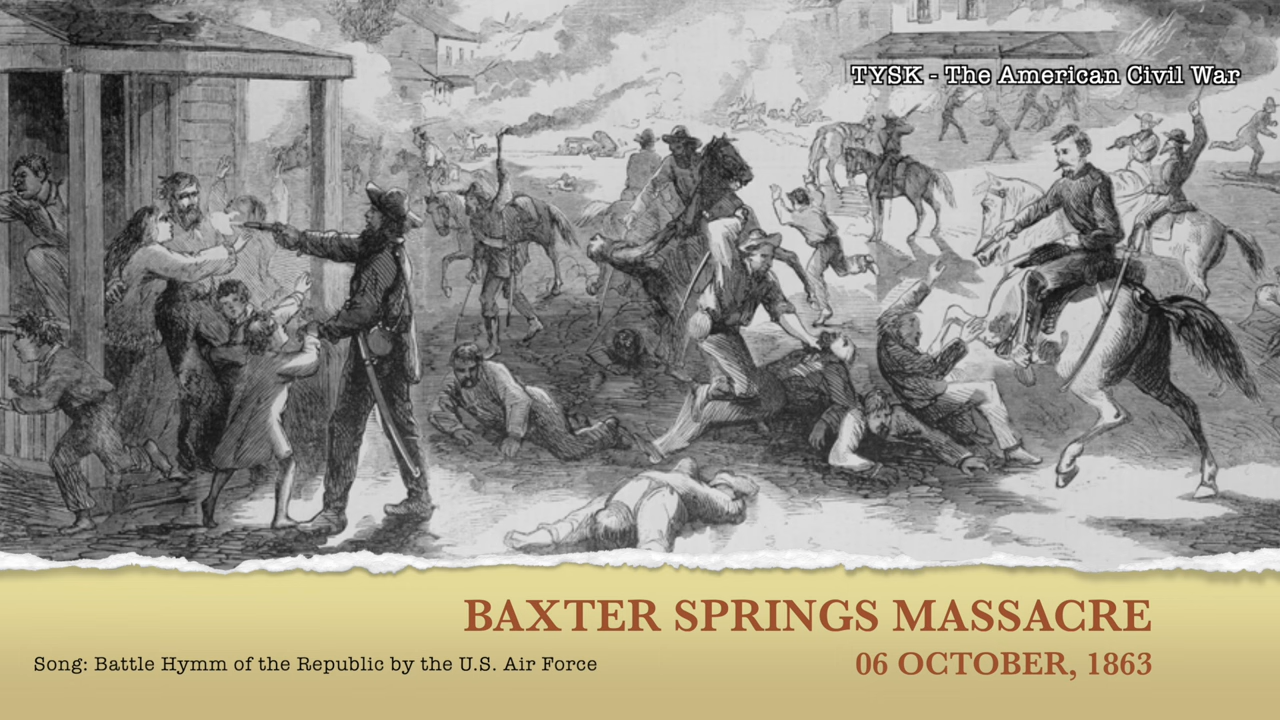 TYSK - The American Civil War
BAXTER SPRINGS MASSACRE
Song: Battle Hymm of the Republic by the U.S. Air Force
06 OCTOBER, 1863